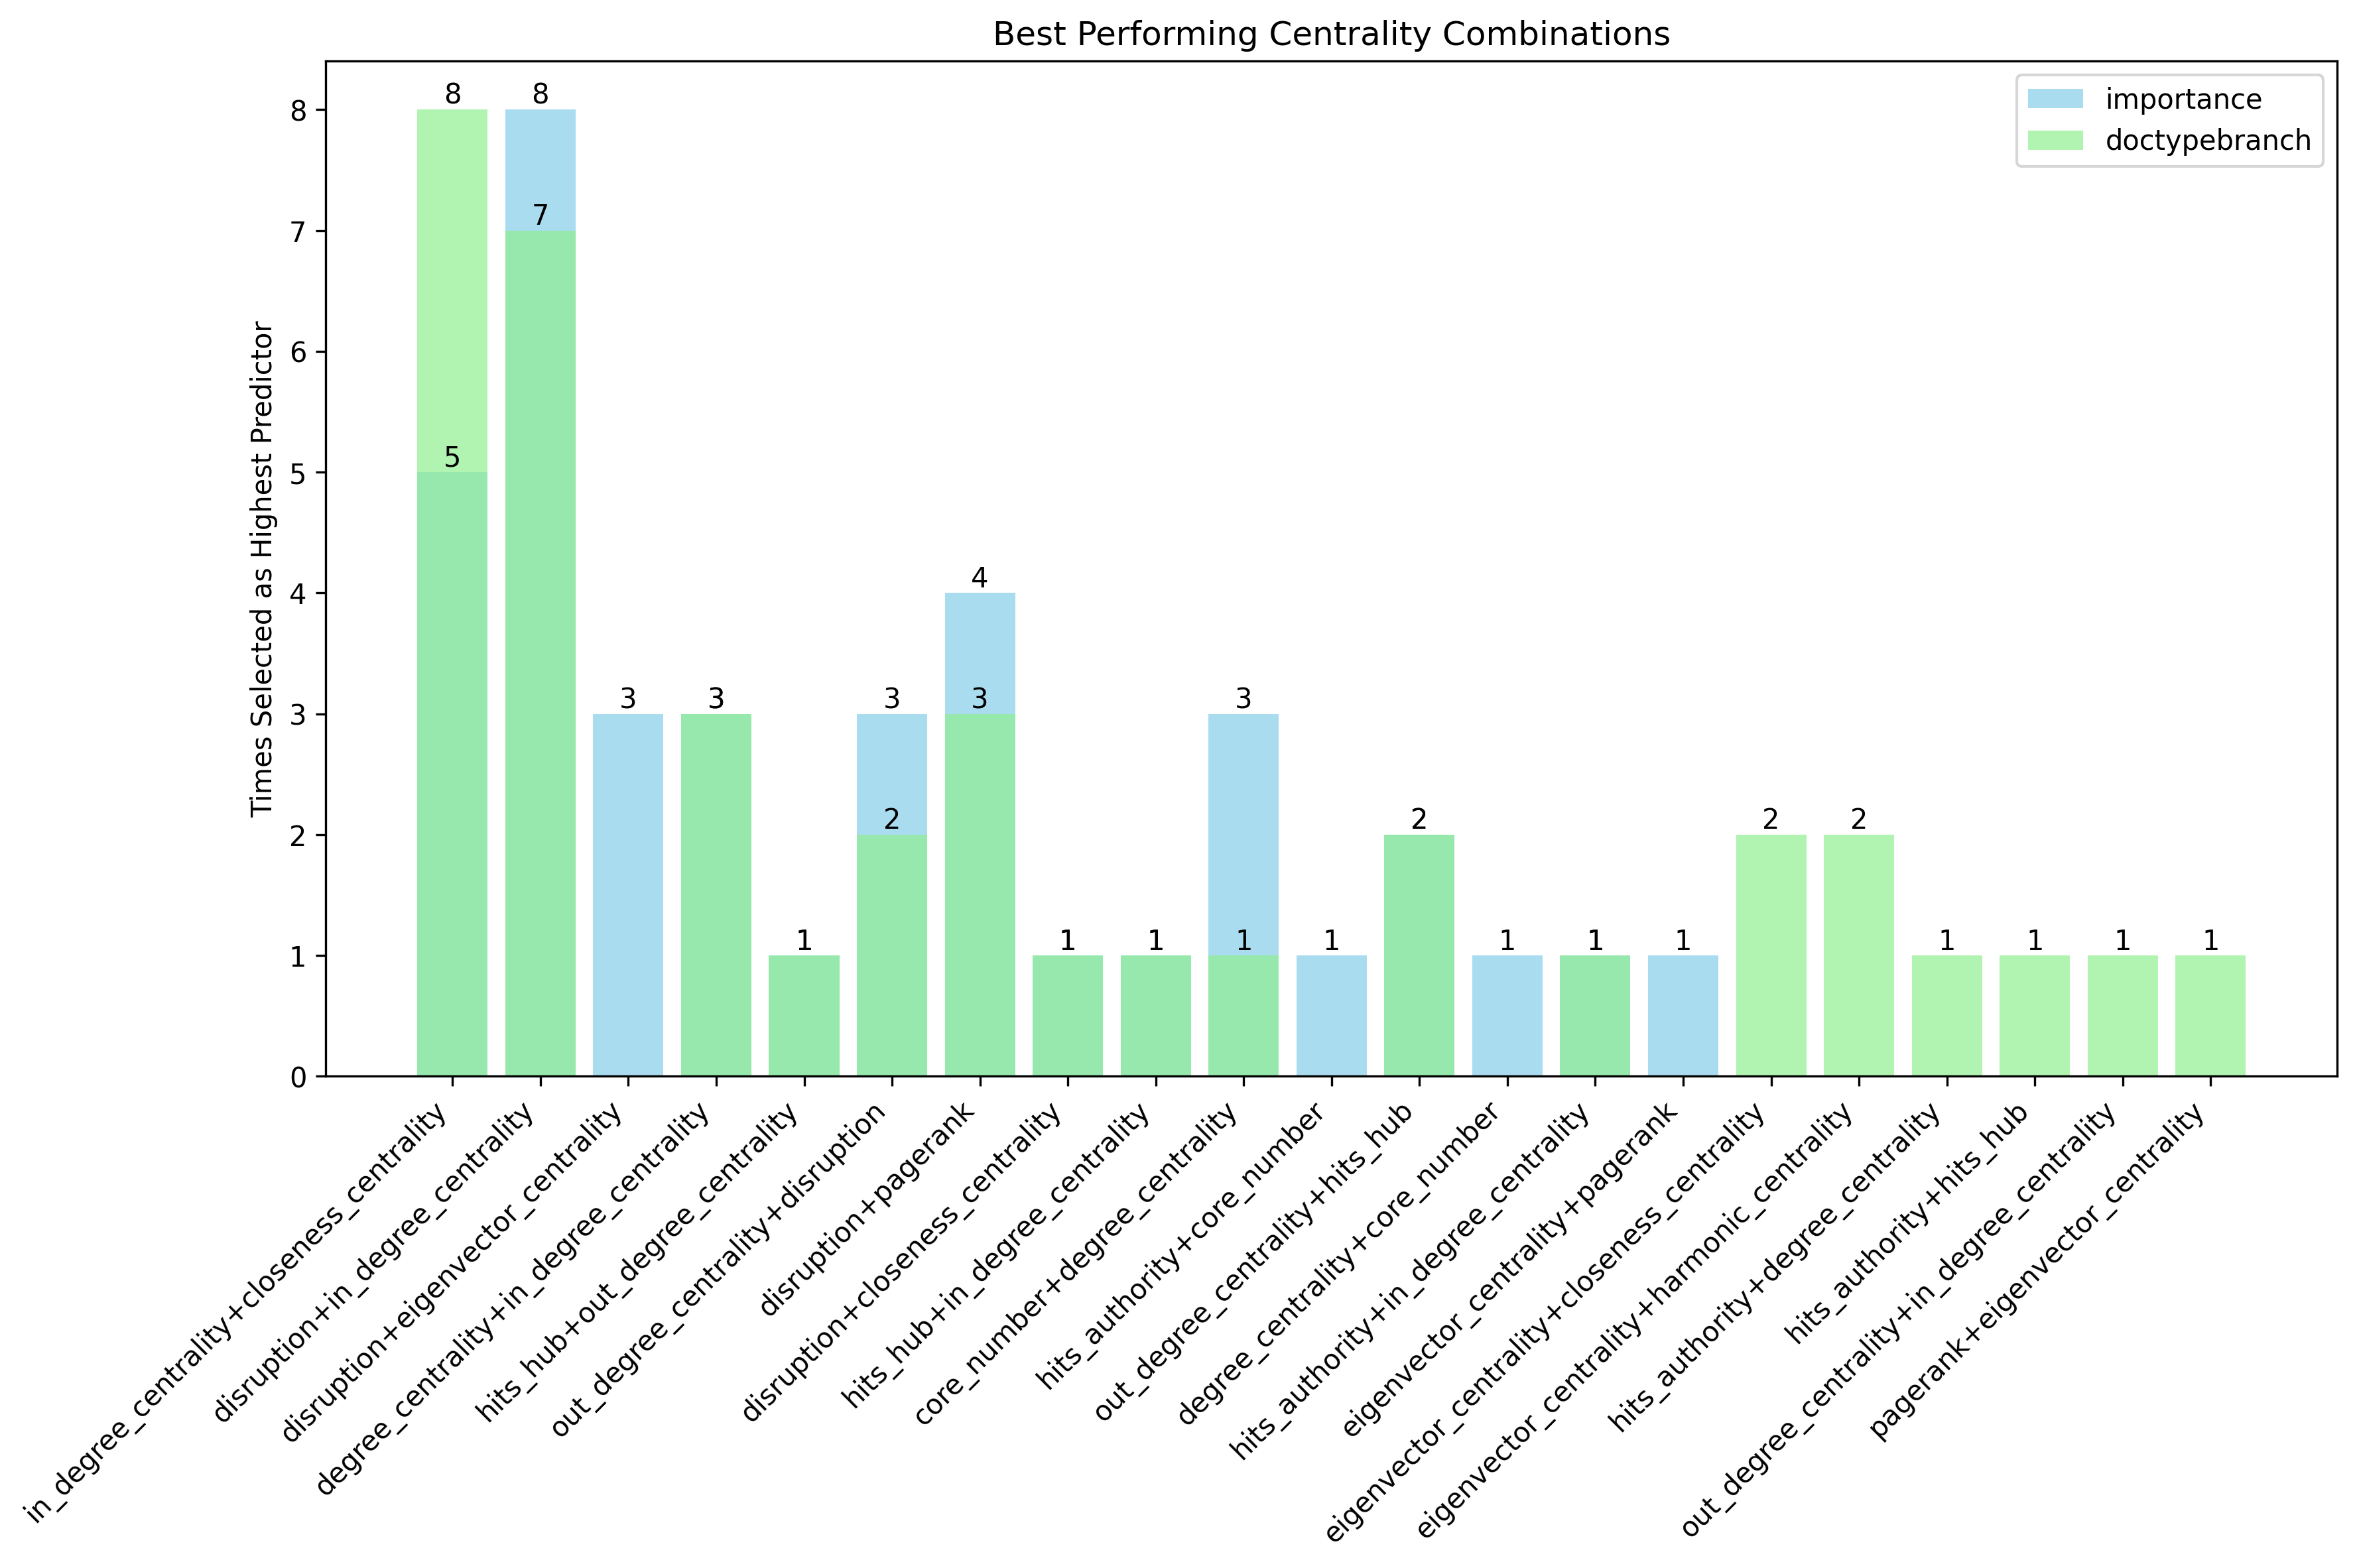 Best Performing Centrality Combinations
importance
doctypebranch
Times Selected as Highest Predictor
8
7
6
5
4
3
2
1
0
8
5
8
7
3
3
1
3
2
4
3
1
1
3
1
1
2
1
1
1
2
2
1
1
1
1
in_degree_centrality+closeness_centrality
disruption+in_degree_centrality
disruption+eigenvector_centrality
degree_centrality+in_degree_centrality
hits_hub+out_degree_centrality
out_degree_centrality+disruption
disruption+pagerank
disruption+closeness_centrality
hits_hub+in_degree_centrality
core_number+degree_centrality
hits_authority+core_number
out_degree_centrality+hits_hub
degree_centrality+core_number
hits_authority+in_degree_centrality
eigenvector_centrality+pagerank
eigenvector_centrality+closeness_centrality
eigenvector_centrality+harmonic_centrality
hits_authority+degree_centrality
hits_authority+hits_hub
out_degree_centrality+in_degree_centrality
pagerank+eigenvector_centrality